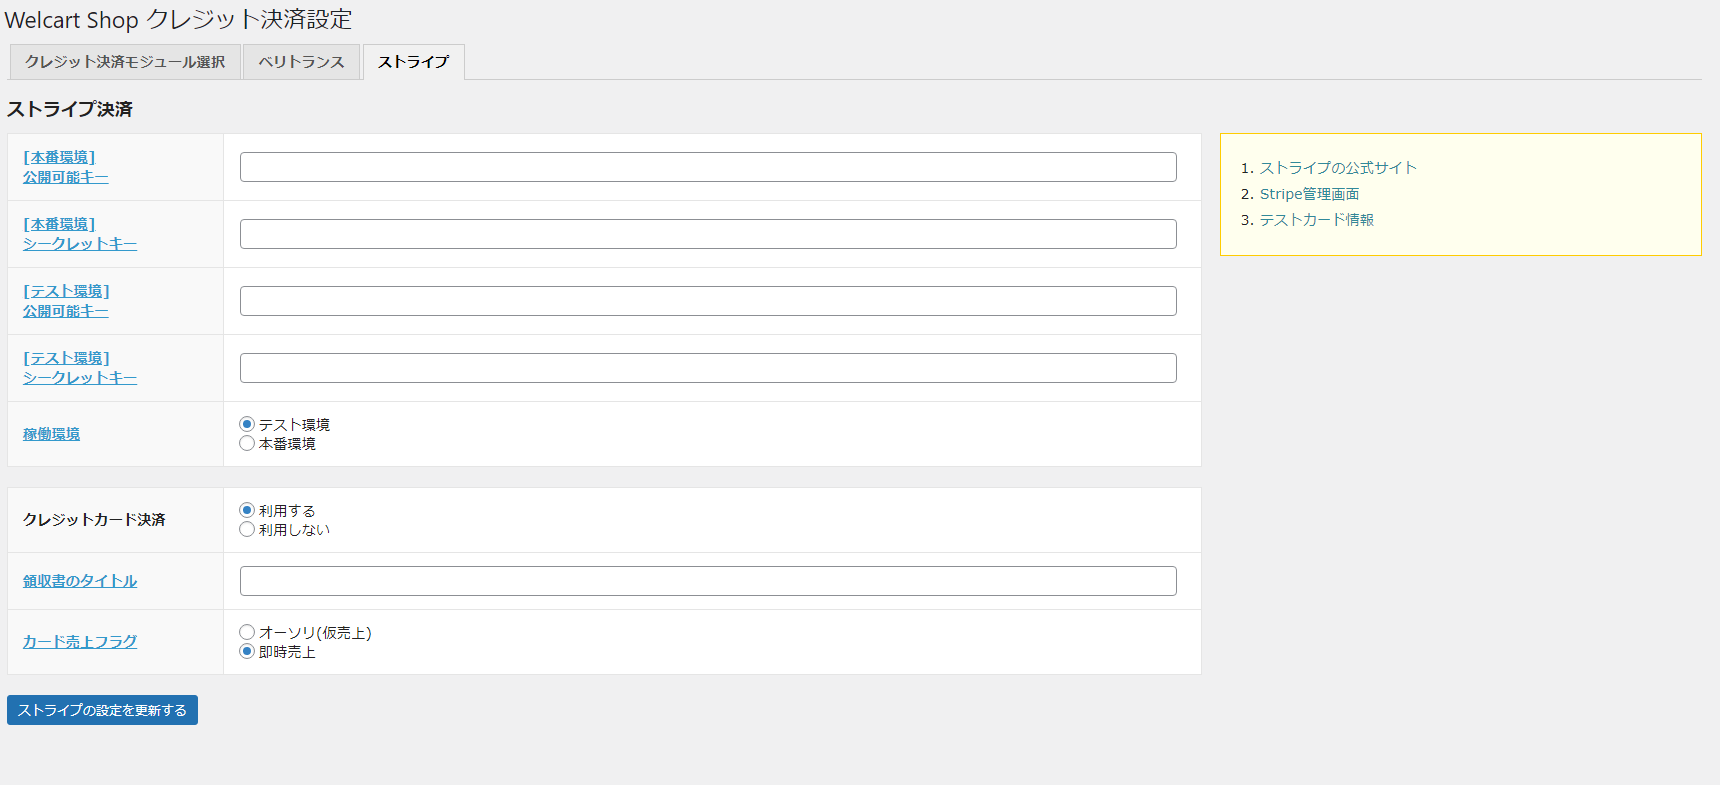 Welcart Shop クレジット決済設定
クレジット決済モジュール選択
ベリトランス
ストライプ
ストライプ決済
[本番環境]
公開可能キー
[本番環境]
シークレットキー
[テスト環境]
公開可能キー
[テスト環境]
シークレットキー
稼働環境
テスト環境
本番環境
クレジットカード決済
利用する
利用しない
領収書のタイトル
カード売上フラグ
オーソリ(仮売上)
即時売上
ストライプの設定を更新する
1. ストライプの公式サイト
2. Stripe管理画面
3. テストカード情報